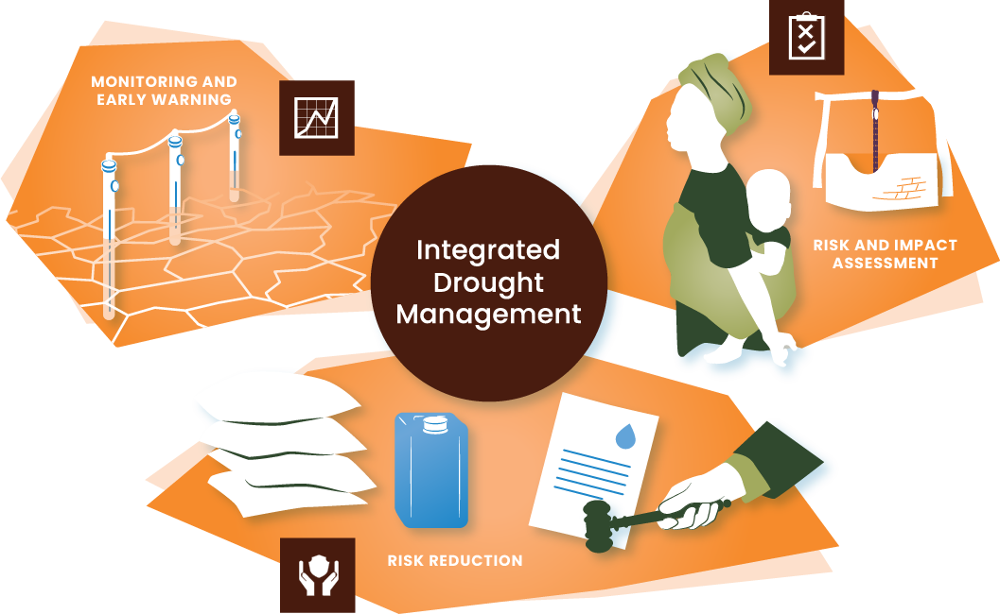 MONITORING AND
EARLY WARNING
Integrated
Drought
Management
RISK AND IMPACT
ASSESSMENT
RISK REDUCTION